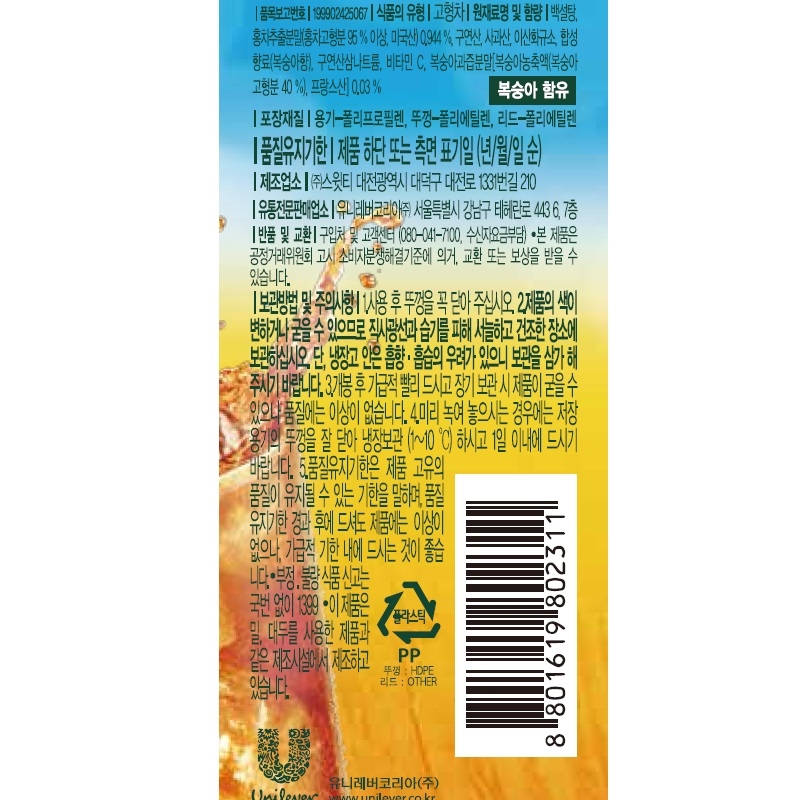 | 품목보고번호 | 199902425067 | 식품의 유형 | 고형차 | 원재료명 및 함량 | 백설탕,
홍차추출분말(홍차고형분 95 % 이상, 미국산) 0.944 %, 구연산, 사과산, 이산화규소, 합성
향료(복숭아향), 구연산삼나트륨, 비타민 C, 복숭아과즙분말[복숭아농축액(복숭아
고형분 40 %), 프랑스산] 0.03 %
복숭아 함유
| 포장재질 | 용기-폴리프로필렌, 뚜껑-폴리에틸렌, 리드-폴리에틸렌
| 품질유지기한 | 제품 하단 또는 측면 표기일 (년/월/일 순)
| 제조업소 | ㈜스윗티 대전광역시 대덕구 대전로 1331번길 210
| 유통전문판매업소 | 유니레버코리아㈜ 서울특별시 강남구 테헤란로 443 6, 7층
| 반품 및 교환 | 구입처 및 고객센터 (080-041-7100, 수신자요금부담) •본 제품은
공정거래위원회 고시 소비자분쟁해결기준에 의거, 교환 또는 보상을 받을 수
있습니다.
| 보관방법 및 주의사항 | 1.사용 후 뚜껑을 꼭 닫아 주십시오. 2.제품의 색이
변하거나 굳을 수 있으므로 직사광선과 습기를 피해 서늘하고 건조한 장소에
보관하십시오. 단, 냉장고 안은 흡향·흡습의 우려가 있으니 보관을 삼가 해
주시기 바랍니다. 3.개봉 후 가급적 빨리 드시고 장기 보관 시 제품이 굳을 수
있으나 품질에는 이상이 없습니다. 4.미리 녹여 놓으시는 경우에는 저장
용기의 뚜껑을 잘 닫아 냉장보관 (1~10 ℃) 하시고 1일 이내에 드시기
바랍니다. 5.품질유지기한은 제품 고유의
품질이 유지될 수 있는 기한을 말하며, 품질
유지기한 경과 후에 드셔도 제품에는 이상이
없으나, 가급적 기한 내에 드시는 것이 좋습
니다. •부정.불량 식품 신고는
국번 없이 1399 •이 제품은
밀, 대두를 사용한 제품과
같은 제조시설에서 제조하고
있습니다.
플라스틱
PP
뚜껑 : HDPE
리드 : OTHER
8 801619 802311
유니레버코리아(주)
Unilever
www.unilever.co.kr